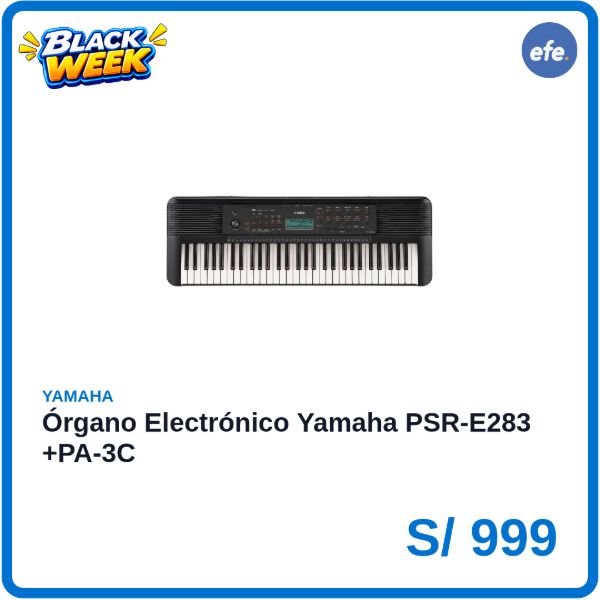 BLACK
WEEK
efe.
YAMAHA
Órgano Electrónico Yamaha PSR-E283
+PA-3C
S/ 999